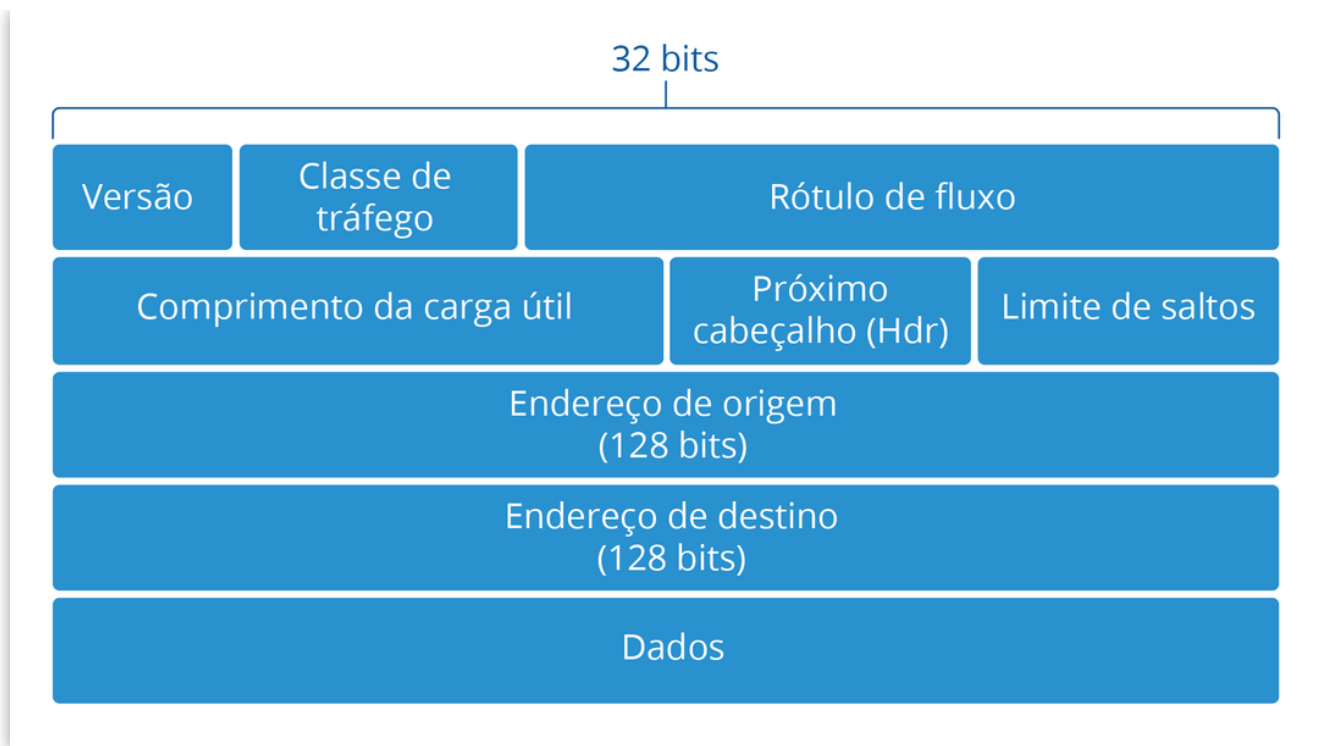 32 bits
Versão
Classe de
tráfego
Rótulo de fluxo
Comprimento da carga útil
Próximo
cabeçalho (Hdr)
Limite de saltos
Endereço de origem
(128 bits)
Endereço de destino
(128 bits)
Dados